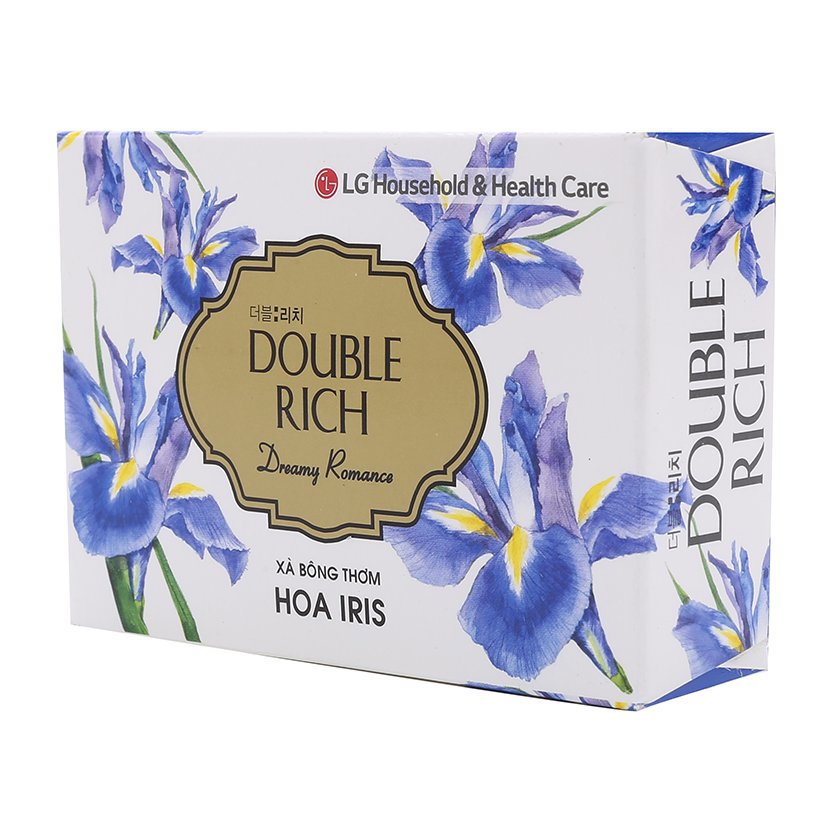 LG Household & Health Care
더블:리치
DOUBLE
RICH
Dreamy Romance
XÀ BÔNG THƠM
HOA IRIS
더블:리치
DOUBLE
RICH